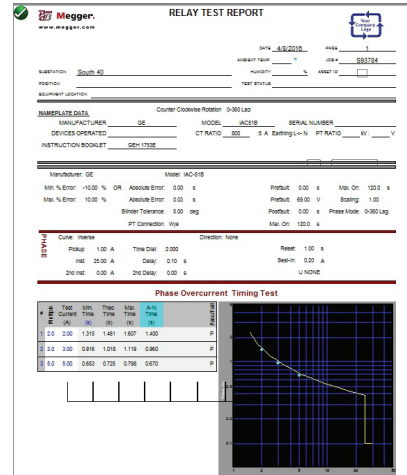 Megger.
RELAY TEST REPORT
Your Company Logo
www.megger.com
DATE 4/8/2016 PAGE 1
AMBIENT TEMP. JOB # S93784
SUBSTATION South 40 HUMIDITY % ASSET ID
POSITION TEST STATUS
EQUIPMENT LOCATION
NAMEPLATE DATA Counter Clockwise Rotation 0-360 Lag
MANUFACTURER GE MODEL IAC51B SERIAL NUMBER
DEVICES OPERATED CT RATIO 800 5 A Earthing L<- N PT RATIO kV : V
INSTRUCTION BOOKLET GEH 1753E
Manufacturer: GE Model: IAC-51B
Min. % Error: -10.00 % OR Absolute Error: 0.00 s Prefault: 0.00 s Max. On: 120.0 s
Max. % Error: 10.00 % Absolute Error: 0.03 s Prefault: 69.00 V Scaling: 1.00
Blinder Tolerance: 5.00 deg Postfault: 0.00 s Phase Mode: 0-360 Lag
PT Connection: Wye Max. On: 120.0 s
PHASE
Curve: Inverse Direction: None
Pickup: 1.00 A Time Dial: 2.000 Reset: 1.00 s
Inst: 25.00 A Delay: 0.10 s Seal-in: 0.20 A
2nd Inst: 0.00 A 2nd Delay: 0.00 s U NONE
Phase Overcurrent Timing Test
# Multiple Test Current (A) Min. Time (s) Theo. Time (s) Max. Time (s) A-N Time (s) Pass/Fail
1 2.0 2.00 1.315 1.461 1.607 1.400 P
2 3.0 3.00 0.916 1.018 1.119 0.960 P
3 5.0 5.00 0.653 0.725 0.798 0.670 P